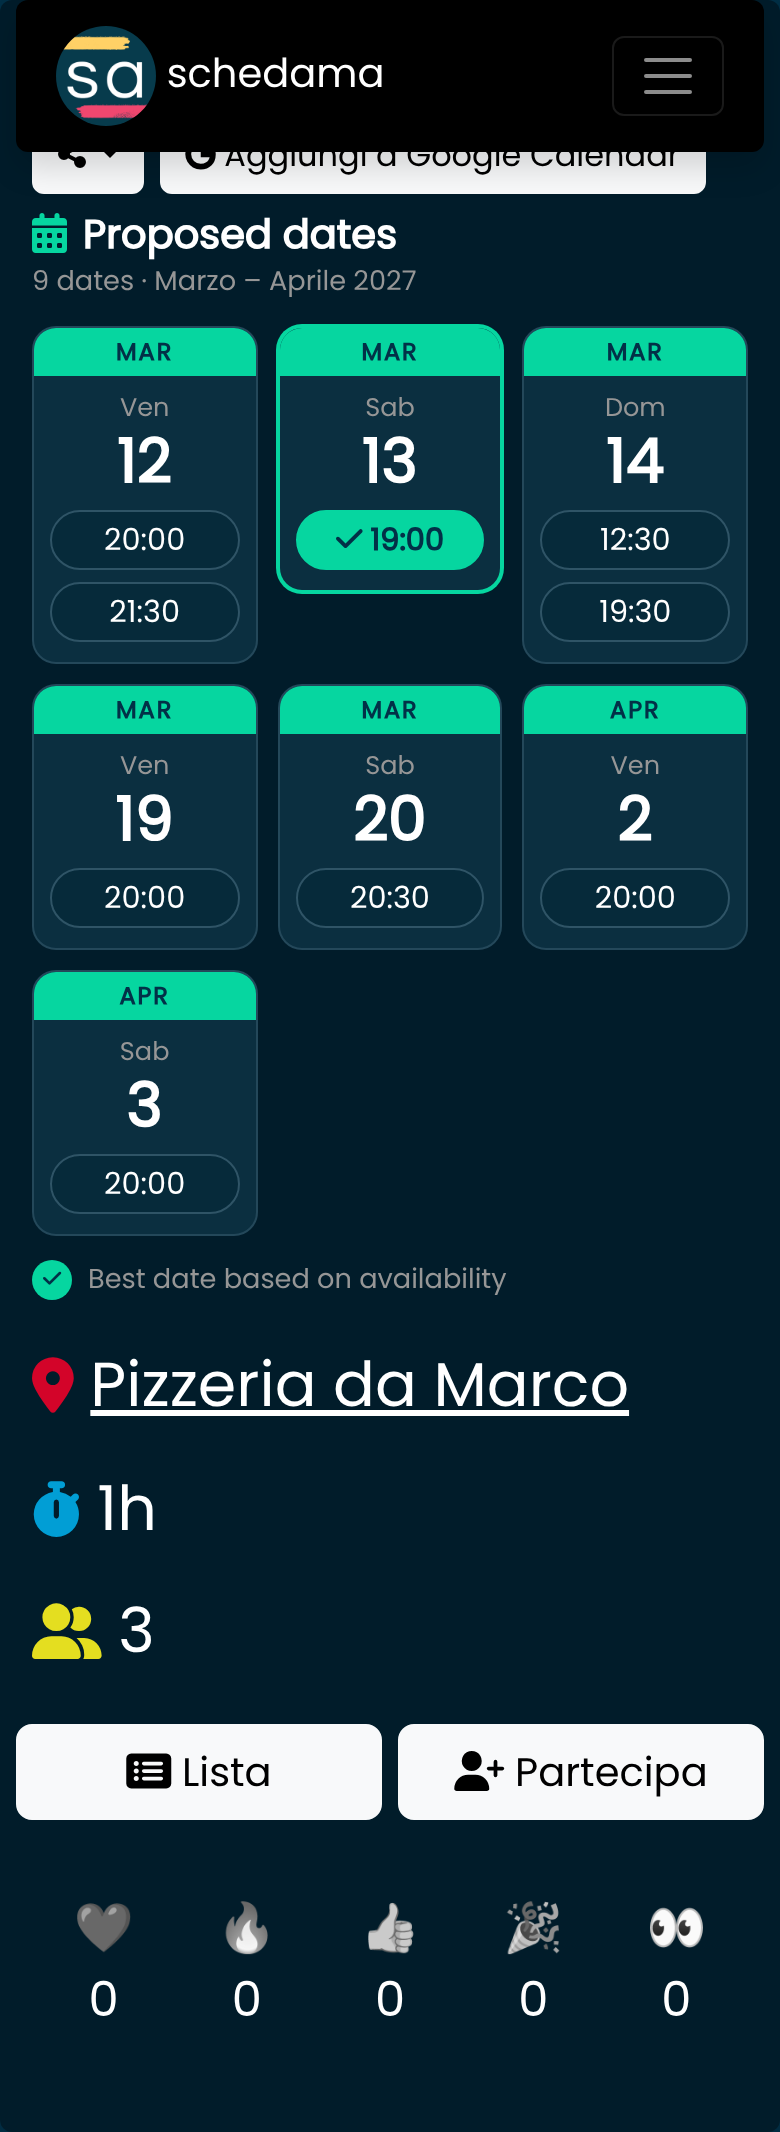 sa schedama
Aggiungi a Google Calendar
Proposed dates
9 dates · Marzo – Aprile 2027
MAR MAR MAR
Ven Sab Dom
12 13 14
20:00 19:00 12:30
21:30 19:30
MAR MAR APR
Ven Sab Ven
19 20 2
20:00 20:30 20:00
APR
Sab
3
20:00
Best date based on availability
Pizzeria da Marco
1h
3
Lista Partecipa
0 0 0 0 0